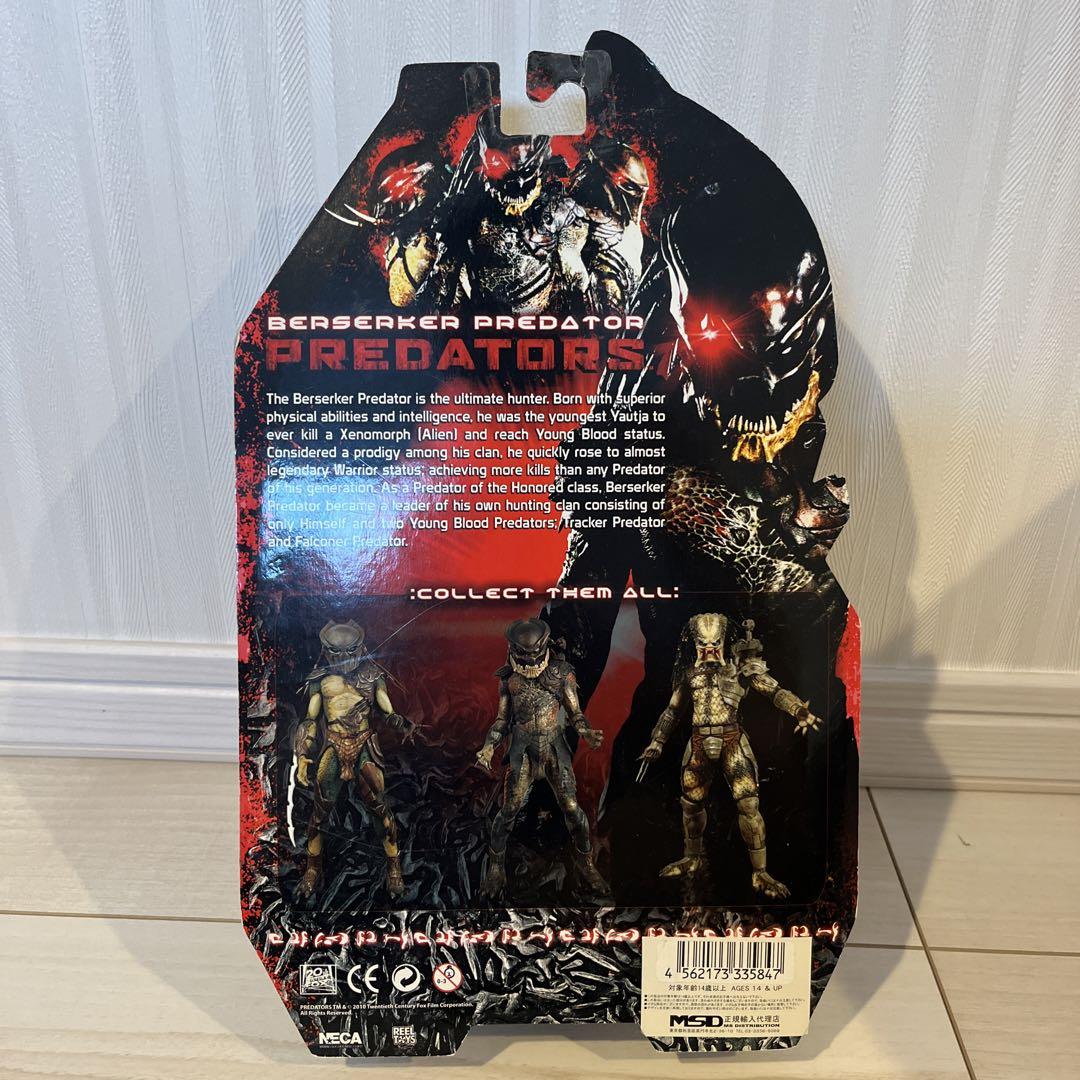 BERSERKER PREDATOR
PREDATORS
The Berserker Predator is the ultimate hunter. Born with superior
physical abilities and intelligence, he was the youngest Yautja to
ever kill a Xenomorph (Alien) and reach Young Blood status.
Considered a prodigy among his clan, he quickly rose to almost
legendary Warrior status; achieving more kills than any Predator
of his generation. As a Predator of the Honored class, Berserker
Predator became a leader of his own hunting clan consisting of
only Himself and two Young Blood Predators; Tracker Predator
and Falconer Predator.
:COLLECT THEM ALL:
CE
0-3
PREDATORS TM & © 2010 Twentieth Century Fox Film Corporation.
All Rights Reserved.
NECA
REEL TOYS
4 562173 335847
対象年齢14歳以上 AGES 14 & UP
MSD 正規輸入代理店
MS DISTRIBUTION